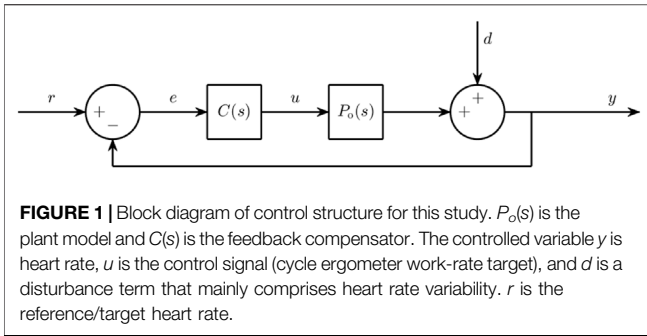 d
r
e
u
y
+
−
C(s)
Po(s)
+
+
FIGURE 1 | Block diagram of control structure for this study. Po(s) is the
plant model and C(s) is the feedback compensator. The controlled variable y is
heart rate, u is the control signal (cycle ergometer work-rate target), and d is a
disturbance term that mainly comprises heart rate variability. r is the
reference/target heart rate.